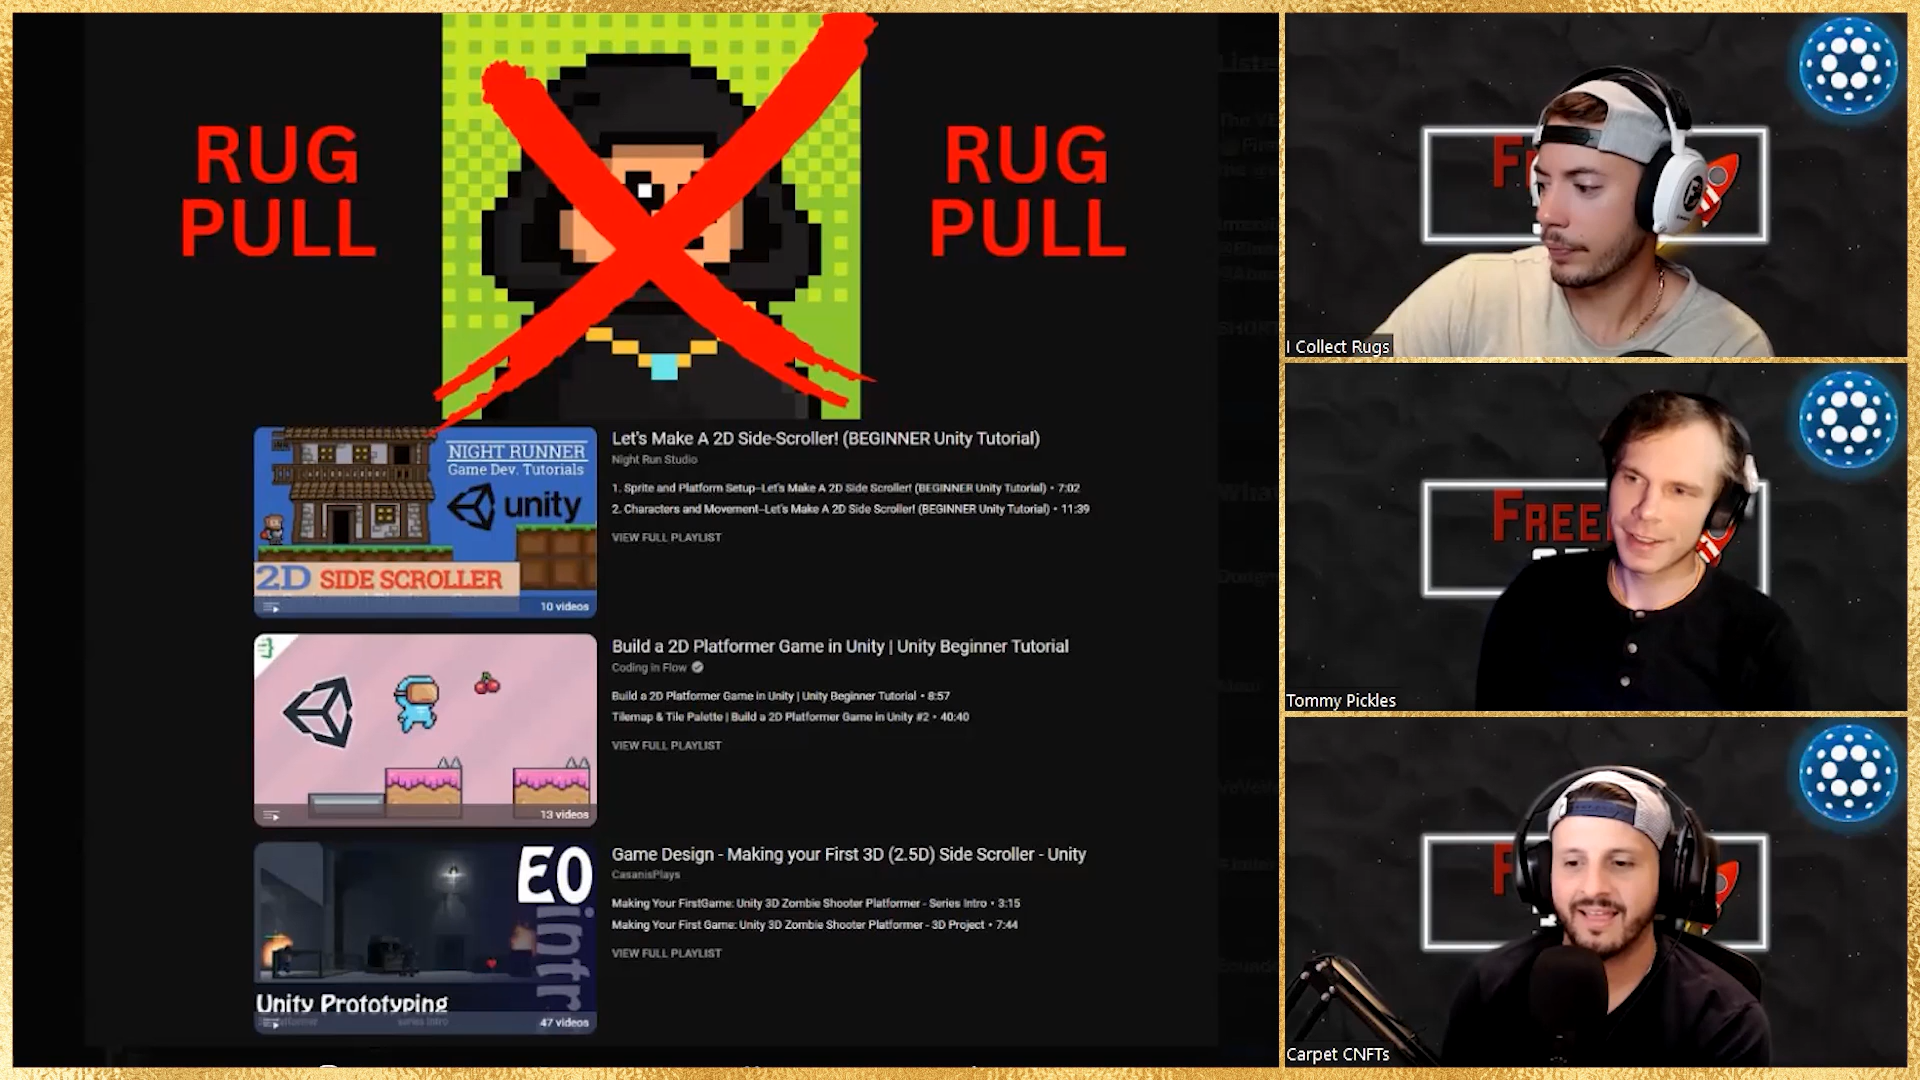 RUG
PULL
RUG
PULL
NIGHT RUNNER
Game Dev. Tutorials
unity
2D SIDE SCROLLER
10 videos
Let's Make A 2D Side-Scroller! (BEGINNER Unity Tutorial)
Night Run Studio
1. Sprite and Platform Setup--Let's Make A 2D Side Scroller! (BEGINNER Unity Tutorial) • 7:02
2. Characters and Movement--Let's Make A 2D Side Scroller! (BEGINNER Unity Tutorial) • 11:39
VIEW FULL PLAYLIST
13 videos
Build a 2D Platformer Game in Unity | Unity Beginner Tutorial
Coding in Flow
Build a 2D Platformer Game in Unity | Unity Beginner Tutorial • 8:57
Tilemap & Tile Palette | Build a 2D Platformer Game in Unity #2 • 40:40
VIEW FULL PLAYLIST
E0
intr
Unity Prototyping
series Intro
47 videos
Game Design - Making your First 3D (2.5D) Side Scroller - Unity
CasanisPlays
Making Your FirstGame: Unity 3D Zombie Shooter Platformer - Series Intro • 3:15
Making Your First Game: Unity 3D Zombie Shooter Platformer - 3D Project • 7:44
VIEW FULL PLAYLIST
I Collect Rugs
FREE
Tommy Pickles
Carpet CNFTs